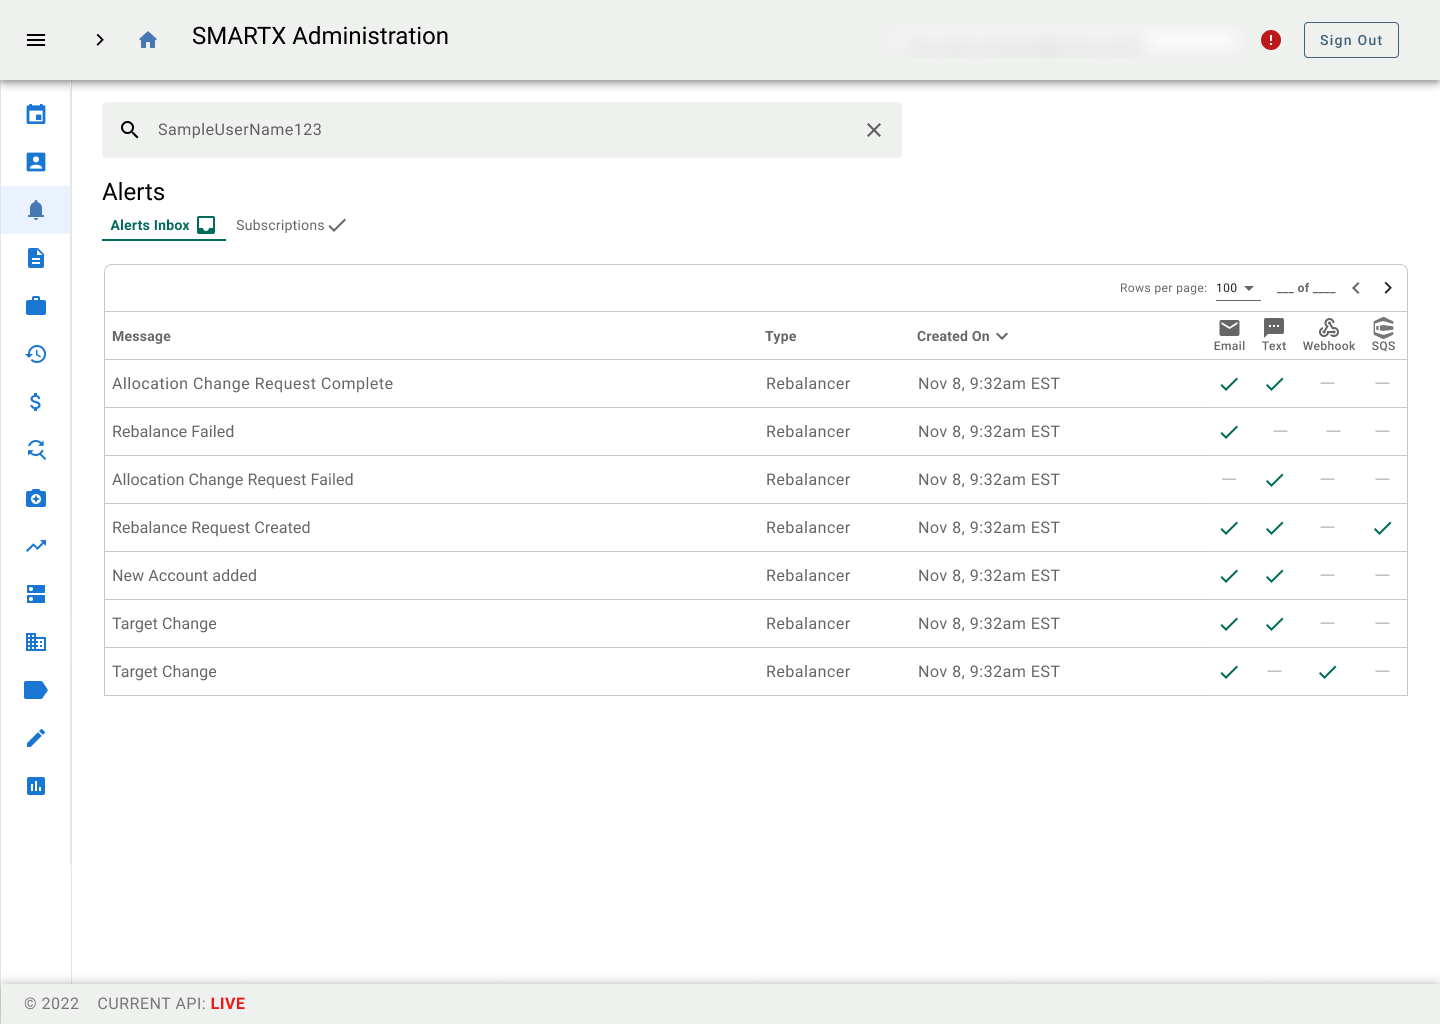 SMARTX Administration
Sign Out
SampleUserName123
Alerts
Alerts Inbox Subscriptions
Rows per page: 100 ___ of ____
Message Type Created On Email Text Webhook SQS
Allocation Change Request Complete Rebalancer Nov 8, 9:32am EST
Rebalance Failed Rebalancer Nov 8, 9:32am EST
Allocation Change Request Failed Rebalancer Nov 8, 9:32am EST
Rebalance Request Created Rebalancer Nov 8, 9:32am EST
New Account added Rebalancer Nov 8, 9:32am EST
Target Change Rebalancer Nov 8, 9:32am EST
Target Change Rebalancer Nov 8, 9:32am EST
© 2022 CURRENT API: LIVE